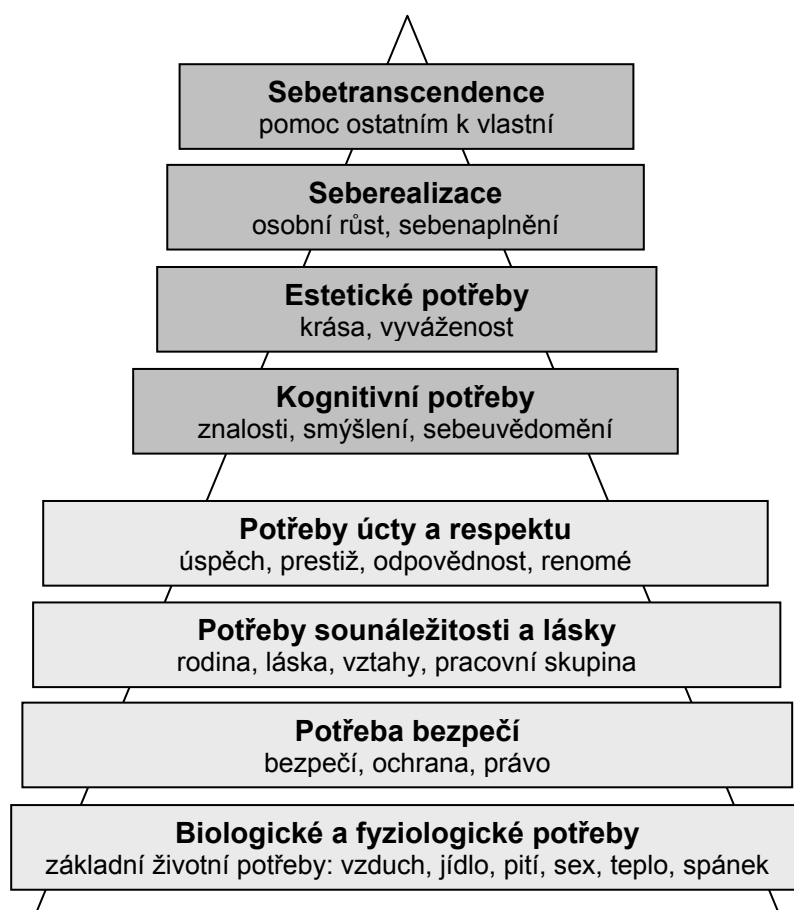 Sebetranscendence
pomoc ostatním k vlastní
Seberealizace
osobní růst, sebenaplnění
Estetické potřeby
krása, vyváženost
Kognitivní potřeby
znalosti, smýšlení, sebeuvědomění
Potřeby úcty a respektu
úspěch, prestiž, odpovědnost, renomé
Potřeby sounáležitosti a lásky
rodina, láska, vztahy, pracovní skupina
Potřeba bezpečí
bezpečí, ochrana, právo
Biologické a fyziologické potřeby
základní životní potřeby: vzduch, jídlo, pití, sex, teplo, spánek